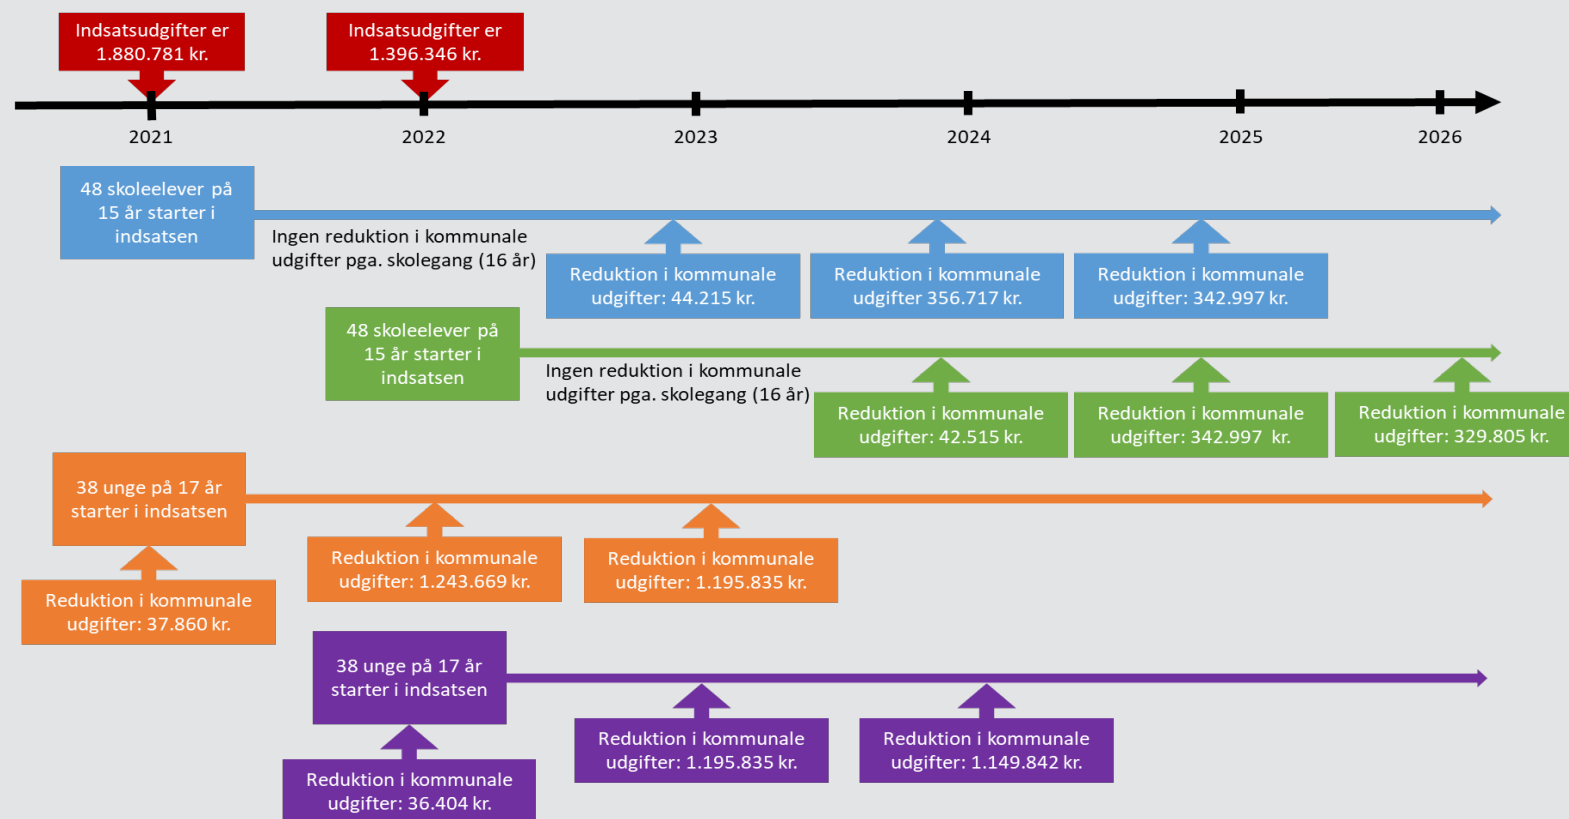 Indsatsudgifter er
1.880.781 kr.
Indsatsudgifter er
1.396.346 kr.
2021
2022
2023
2024
2025
2026
48 skoleelever på
15 år starter i
indsatsen
Ingen reduktion i kommunale
udgifter pga. skolegang (16 år)
Reduktion i kommunale
udgifter: 44.215 kr.
Reduktion i kommunale
udgifter 356.717 kr.
Reduktion i kommunale
udgifter: 342.997 kr.
48 skoleelever på
15 år starter i
indsatsen
Ingen reduktion i kommunale
udgifter pga. skolegang (16 år)
Reduktion i kommunale
udgifter: 42.515 kr.
Reduktion i kommunale
udgifter: 342.997 kr.
Reduktion i kommunale
udgifter: 329.805 kr.
38 unge på 17 år
starter i indsatsen
Reduktion i kommunale
udgifter: 37.860 kr.
Reduktion i kommunale
udgifter: 1.243.669 kr.
Reduktion i kommunale
udgifter: 1.195.835 kr.
38 unge på 17 år
starter i indsatsen
Reduktion i kommunale
udgifter: 36.404 kr.
Reduktion i kommunale
udgifter: 1.195.835 kr.
Reduktion i kommunale
udgifter: 1.149.842 kr.